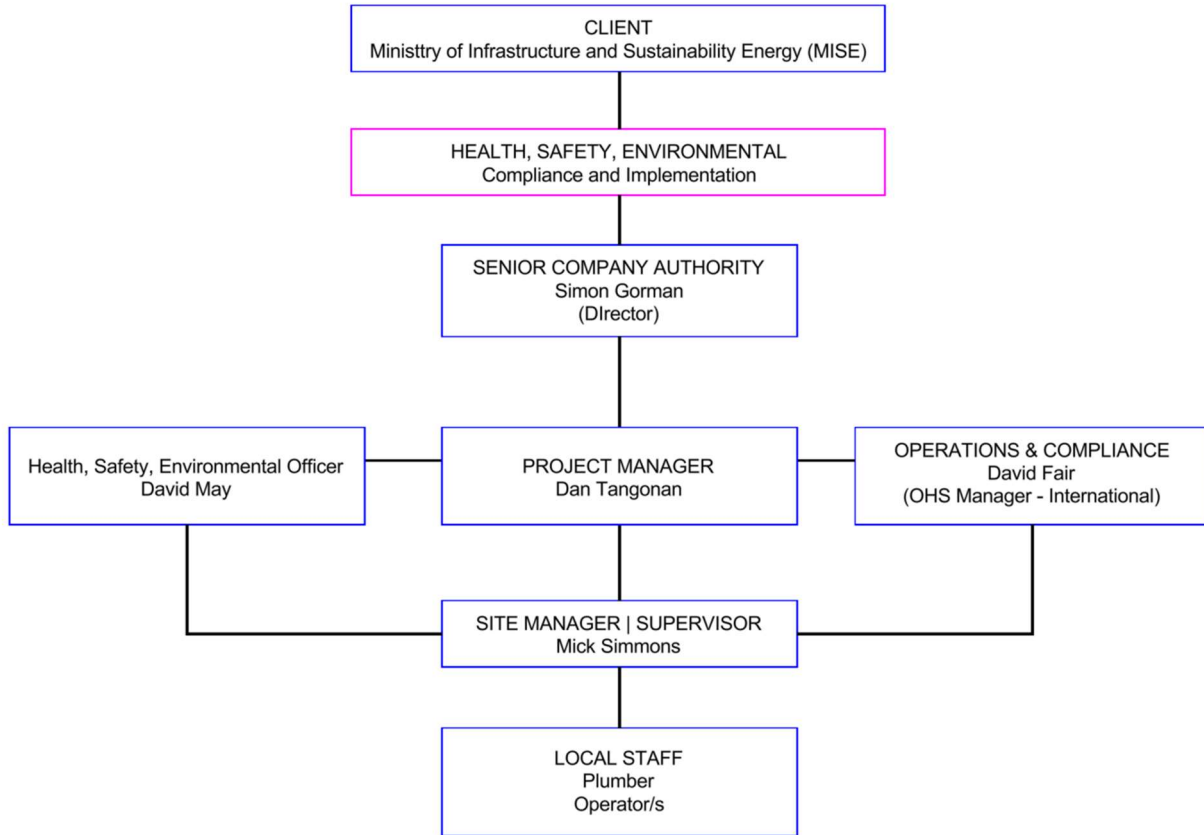 CLIENT
Ministtry of Infrastructure and Sustainability Energy (MISE)
HEALTH, SAFETY, ENVIRONMENTAL
Compliance and Implementation
SENIOR COMPANY AUTHORITY
Simon Gorman
(DIrector)
Health, Safety, Environmental Officer
David May
PROJECT MANAGER
Dan Tangonan
OPERATIONS & COMPLIANCE
David Fair
(OHS Manager - International)
SITE MANAGER | SUPERVISOR
Mick Simmons
LOCAL STAFF
Plumber
Operator/s